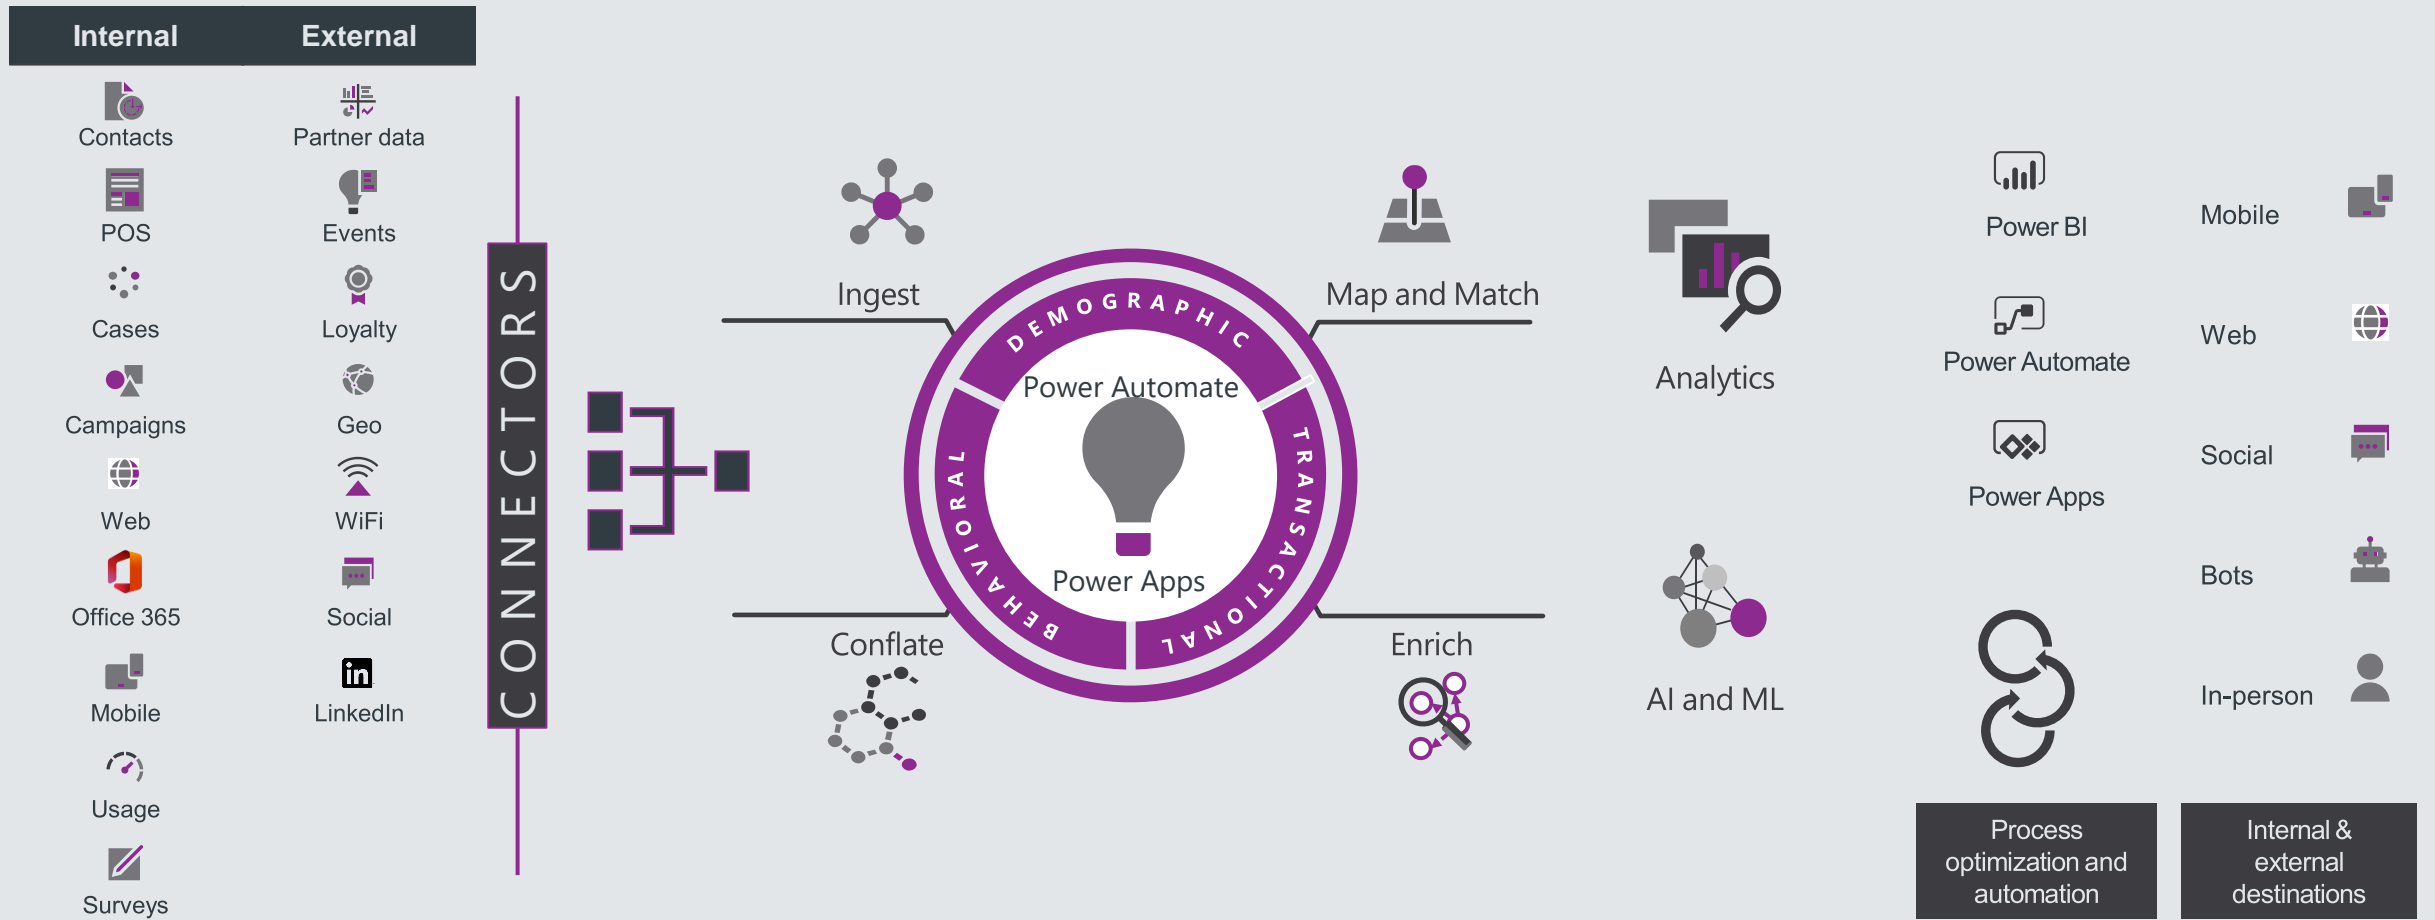 Internal
External
Contacts
POS
Cases
Campaigns
Web
Office 365
Mobile
Usage
Surveys
Partner data
Events
Loyalty
Geo
WiFi
Social
in
LinkedIn
CONNECTORS
Ingest
Map and Match
Conflate
Enrich
DEMOGRAPHIC
TRANSACTIONAL
BEHAVIORAL
Power Automate
Power Apps
Analytics
AI and ML
Power BI
Power Automate
Power Apps
Process
optimization and
automation
Mobile
Web
Social
Bots
In-person
Internal &
external
destinations